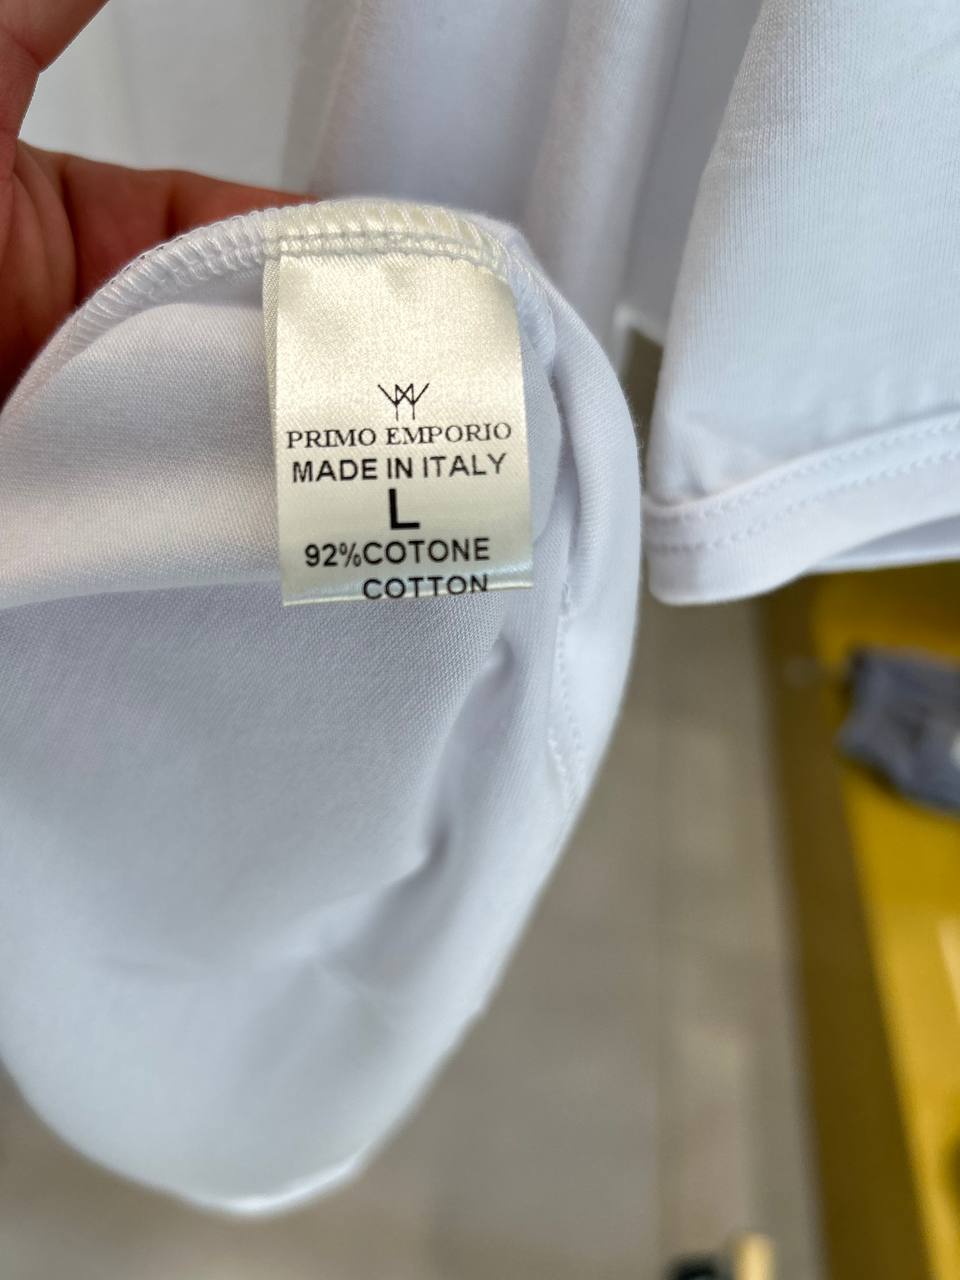 PRIMO EMPORIO
MADE IN ITALY
L
92%COTONE
COTTON